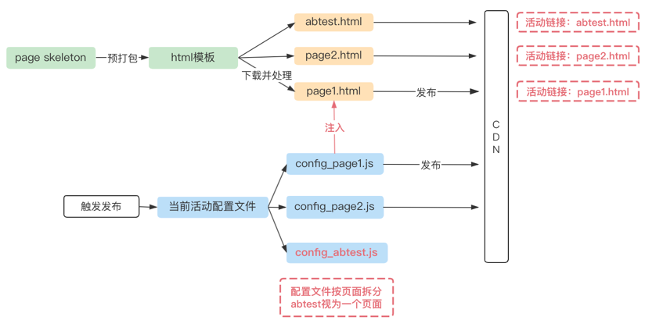 abtest.html
活动链接：abtest.html
page skeleton
预打包
html模板
page2.html
活动链接：page2.html
下载并处理
page1.html
发布
活动链接：page1.html
CDN
注入
config_page1.js
发布
触发发布
当前活动配置文件
config_page2.js
config_abtest.js
配置文件按页面拆分
abtest视为一个页面